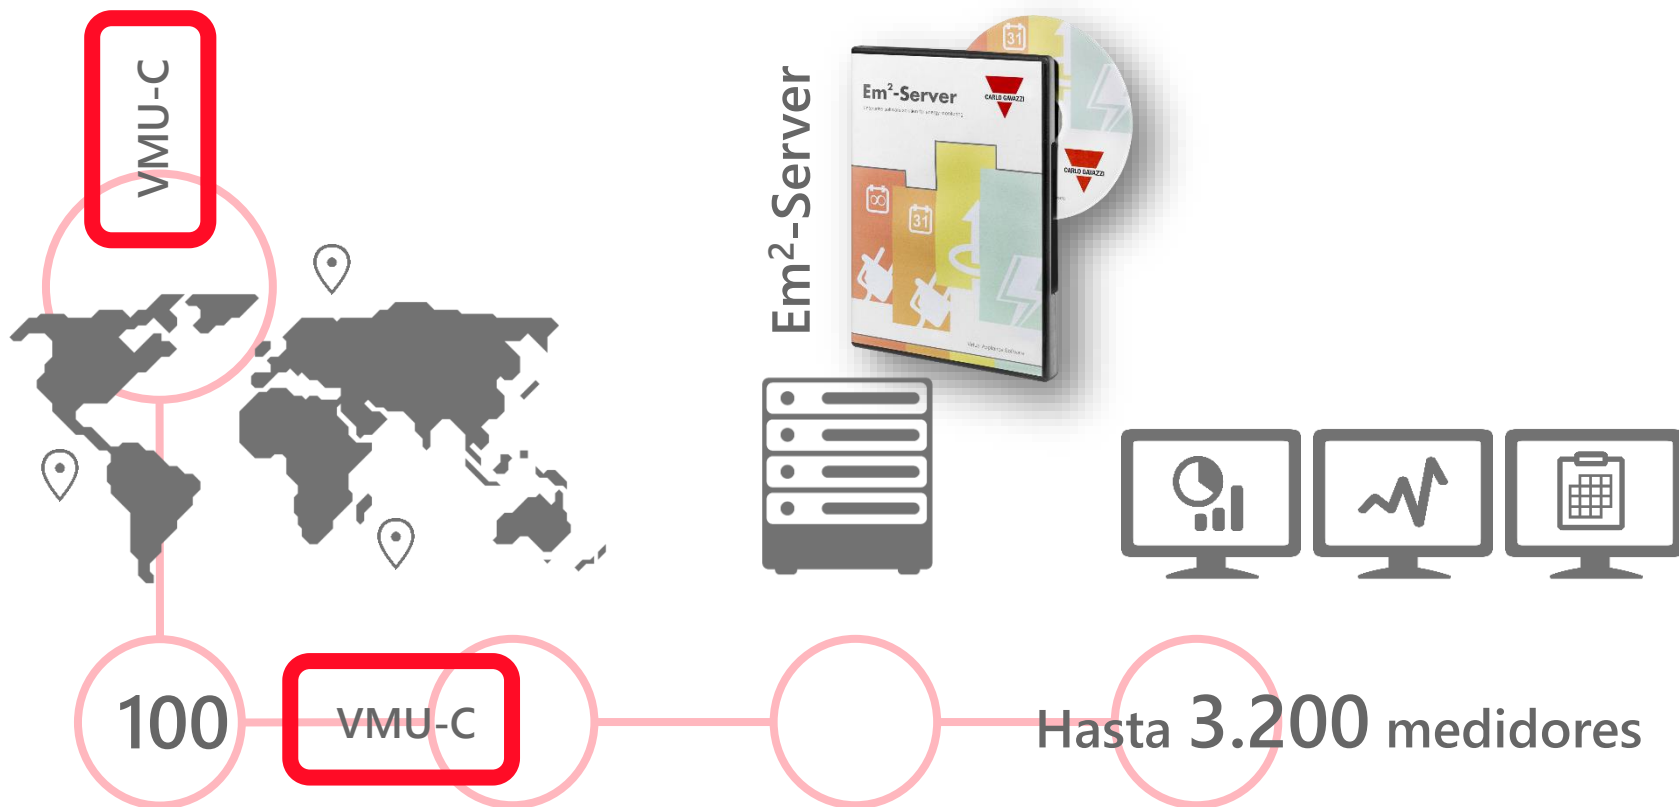 VMU-C
Em²-Server
Em²-Server
CARLO GAVAZZI
31
31
CARLO GAVAZZI
100
VMU-C
Hasta 3.200 medidores